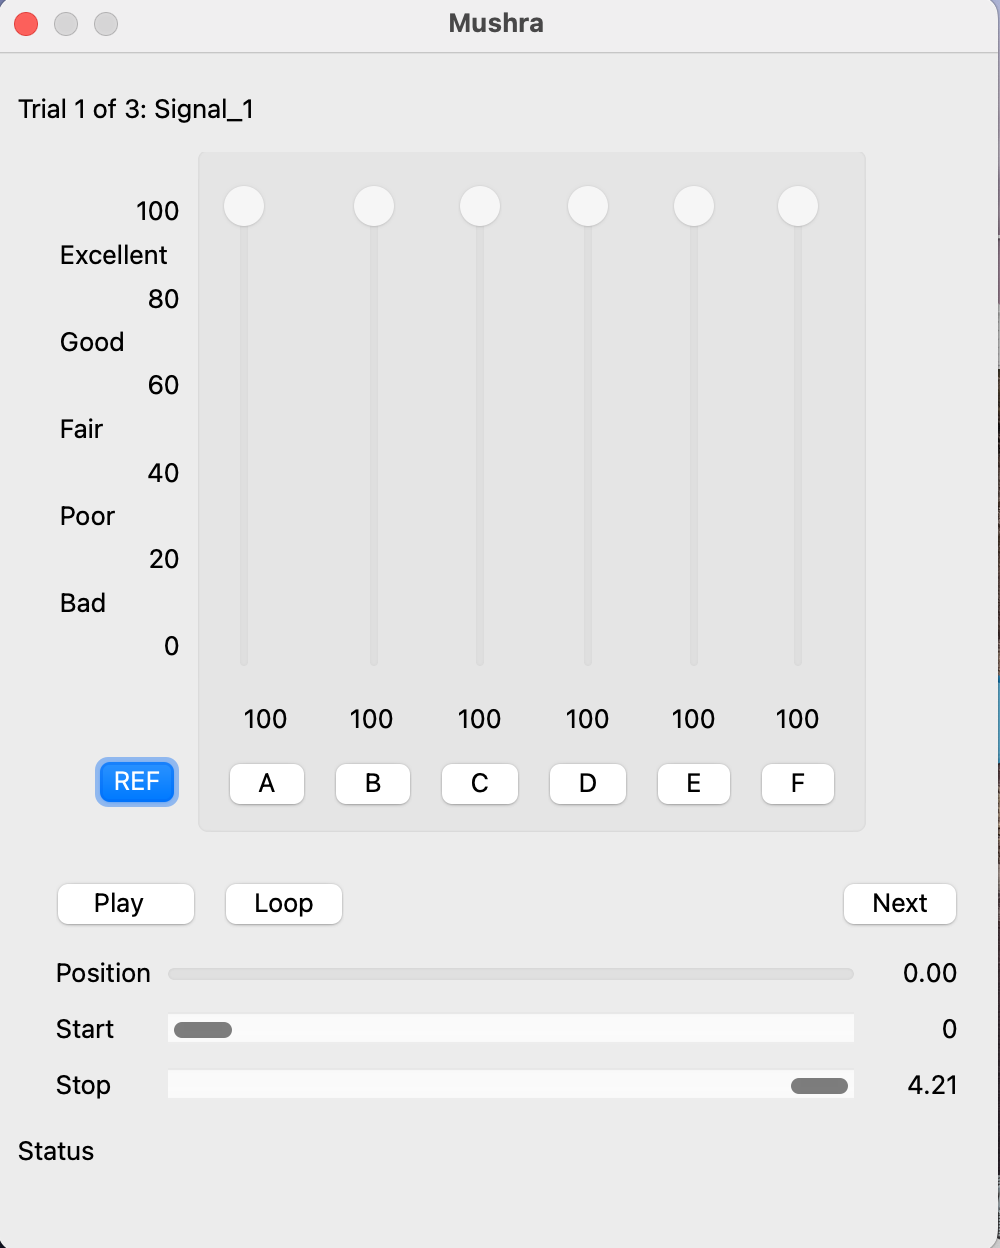 Mushra
Trial 1 of 3: Signal_1
100
Excellent
80
Good
60
Fair
40
Poor
20
Bad
0
100 100 100 100 100 100
REF A B C D E F
Play Loop Next
Position 0.00
Start 0
Stop 4.21
Status